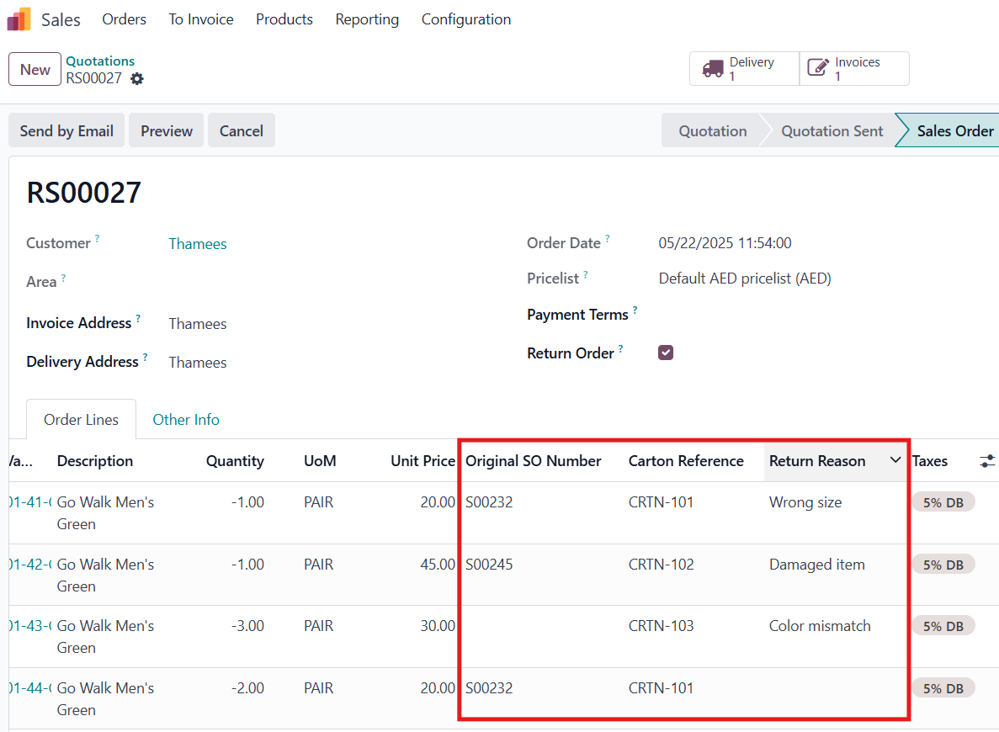 Sales Orders To Invoice Products Reporting Configuration
New
Quotations
RS00027
Delivery
1
Invoices
1
Send by Email Preview Cancel
Quotation Quotation Sent Sales Order
RS00027
Customer ? Thamees
Order Date ? 05/22/2025 11:54:00
Area ?
Pricelist ? Default AED pricelist (AED)
Invoice Address ? Thamees
Payment Terms ?
Delivery Address ? Thamees
Return Order ?
Order Lines Other Info
Va... Description Quantity UoM Unit Price Original SO Number Carton Reference Return Reason Taxes
01-41- Go Walk Men's -1.00 PAIR 20.00 S00232 CRTN-101 Wrong size 5% DB
Green
01-42- Go Walk Men's -1.00 PAIR 45.00 S00245 CRTN-102 Damaged item 5% DB
Green
01-43- Go Walk Men's -3.00 PAIR 30.00 CRTN-103 Color mismatch 5% DB
Green
01-44- Go Walk Men's -2.00 PAIR 20.00 S00232 CRTN-101 5% DB
Green